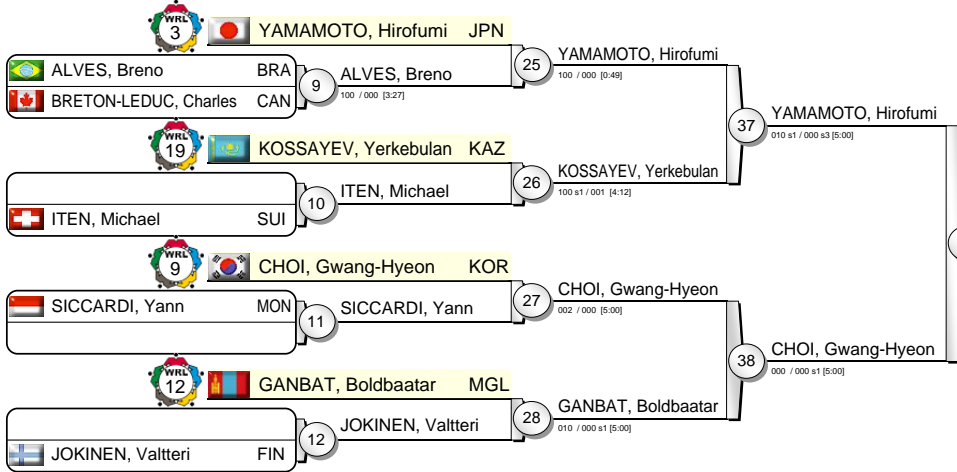 WRL
3
YAMAMOTO, Hirofumi JPN
ALVES, Breno BRA
BRETON-LEDUC, Charles CAN
9
ALVES, Breno
100 / 000 [3:27]
25
YAMAMOTO, Hirofumi
100 / 000 [0:49]
WRL
19
KOSSAYEV, Yerkebulan KAZ
ITEN, Michael SUI
10
ITEN, Michael
26
KOSSAYEV, Yerkebulan
100 s1 / 001 [4:12]
37
YAMAMOTO, Hirofumi
010 s1 / 000 s3 [5:00]
WRL
9
CHOI, Gwang-Hyeon KOR
SICCARDI, Yann MON
11
SICCARDI, Yann
27
CHOI, Gwang-Hyeon
002 / 000 [5:00]
WRL
12
GANBAT, Boldbaatar MGL
JOKINEN, Valtteri FIN
12
JOKINEN, Valtteri
28
GANBAT, Boldbaatar
010 / 000 s1 [5:00]
38
CHOI, Gwang-Hyeon
000 / 000 s1 [5:00]